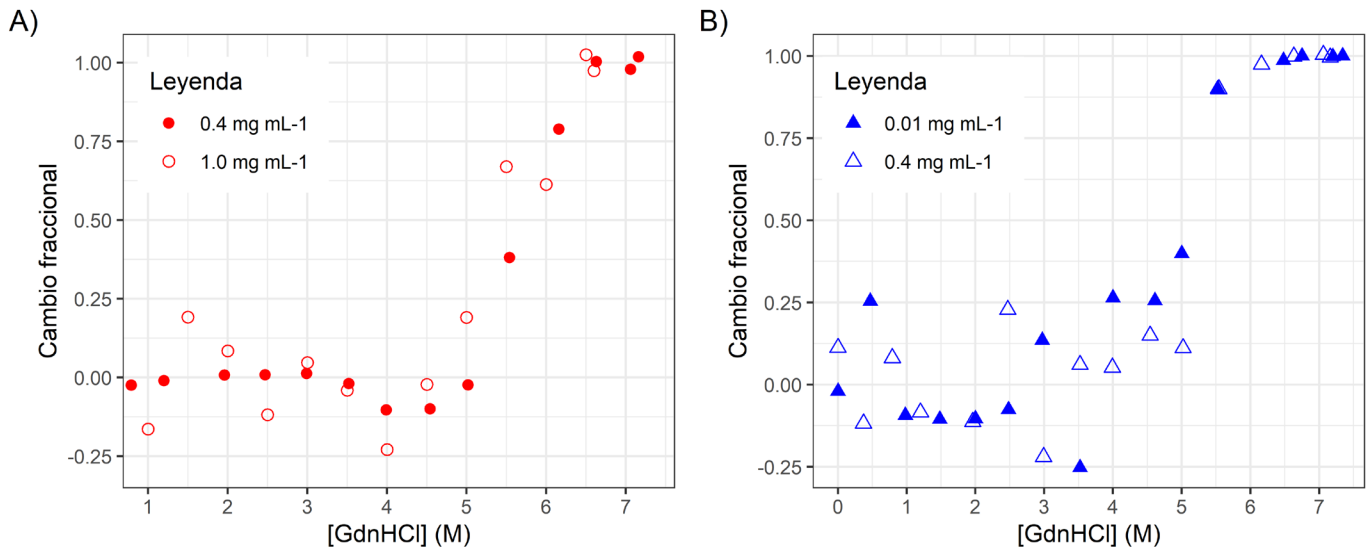 A)
Cambio fraccional
1.00
0.75
0.50
0.25
0.00
-0.25
Leyenda
0.4 mg mL-1
1.0 mg mL-1
1 2 3 4 5 6 7
[GdnHCl] (M)
B)
Cambio fraccional
1.00
0.75
0.50
0.25
0.00
-0.25
Leyenda
0.01 mg mL-1
0.4 mg mL-1
0 1 2 3 4 5 6 7
[GdnHCl] (M)